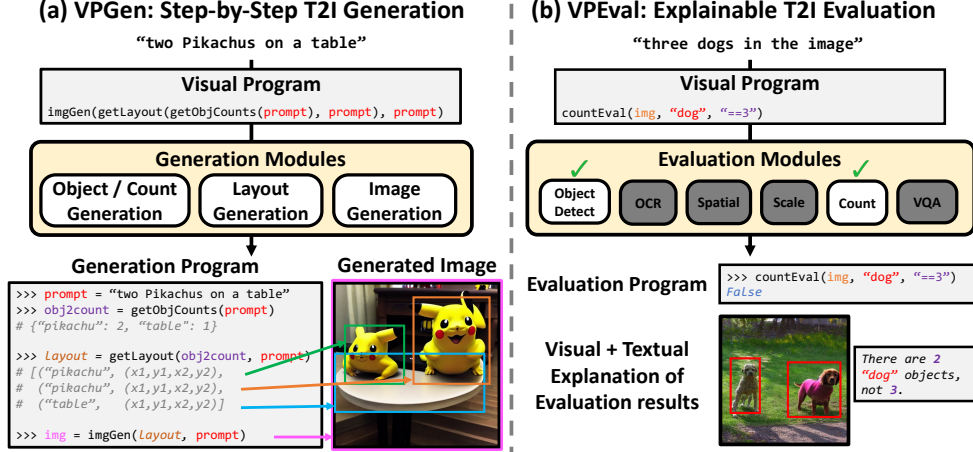 (a) VPGen: Step-by-Step T2I Generation
“two Pikachus on a table”
Visual Program
imgGen(getLayout(getObjCounts(prompt), prompt), prompt)
Generation Modules
Object / Count
Generation
Layout
Generation
Image
Generation
Generation Program
>>> prompt = “two Pikachus on a table”
>>> obj2count = getObjCounts(prompt)
# {“pikachu”: 2, “table": 1}
>>> layout = getLayout(obj2count, prompt)
# [(“pikachu”, (x1,y1,x2,y2),
# (“pikachu”, (x1,y1,x2,y2),
# (“table”, (x1,y1,x2,y2)]
>>> img = imgGen(layout, prompt)
Generated Image
(b) VPEval: Explainable T2I Evaluation
“three dogs in the image”
Visual Program
countEval(img, “dog”, “==3”)
Evaluation Modules
Object
Detect
OCR
Spatial
Scale
Count
VQA
Evaluation Program
>>> countEval(img, “dog”, “==3”)
False
Visual + Textual
Explanation of
Evaluation results
There are 2
“dog” objects,
not 3.